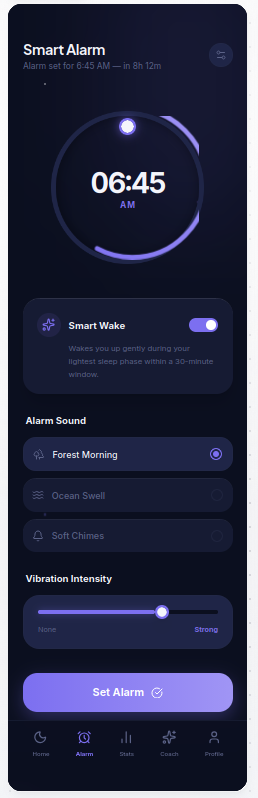 Smart Alarm
Alarm set for 6:45 AM — in 8h 12m
06:45
AM
Smart Wake
Wakes you up gently during your
lightest sleep phase within a 30-minute
window.
Alarm Sound
Forest Morning
Ocean Swell
Soft Chimes
Vibration Intensity
None Strong
Set Alarm
Home Alarm Stats Coach Profile